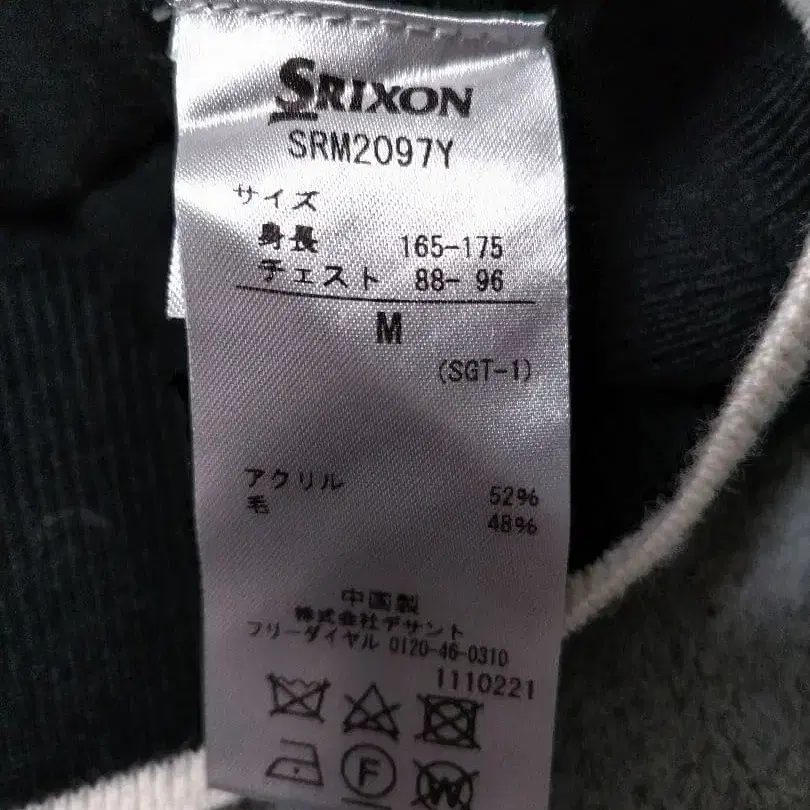 SRIXON
SRM2097Y
サイズ
身長 165-175
チェスト 88- 96
M
(SGT-1)
アクリル 52%
毛 48%
中国製
株式会社デサント
フリーダイヤル 0120-46-0310
1110221
F
W